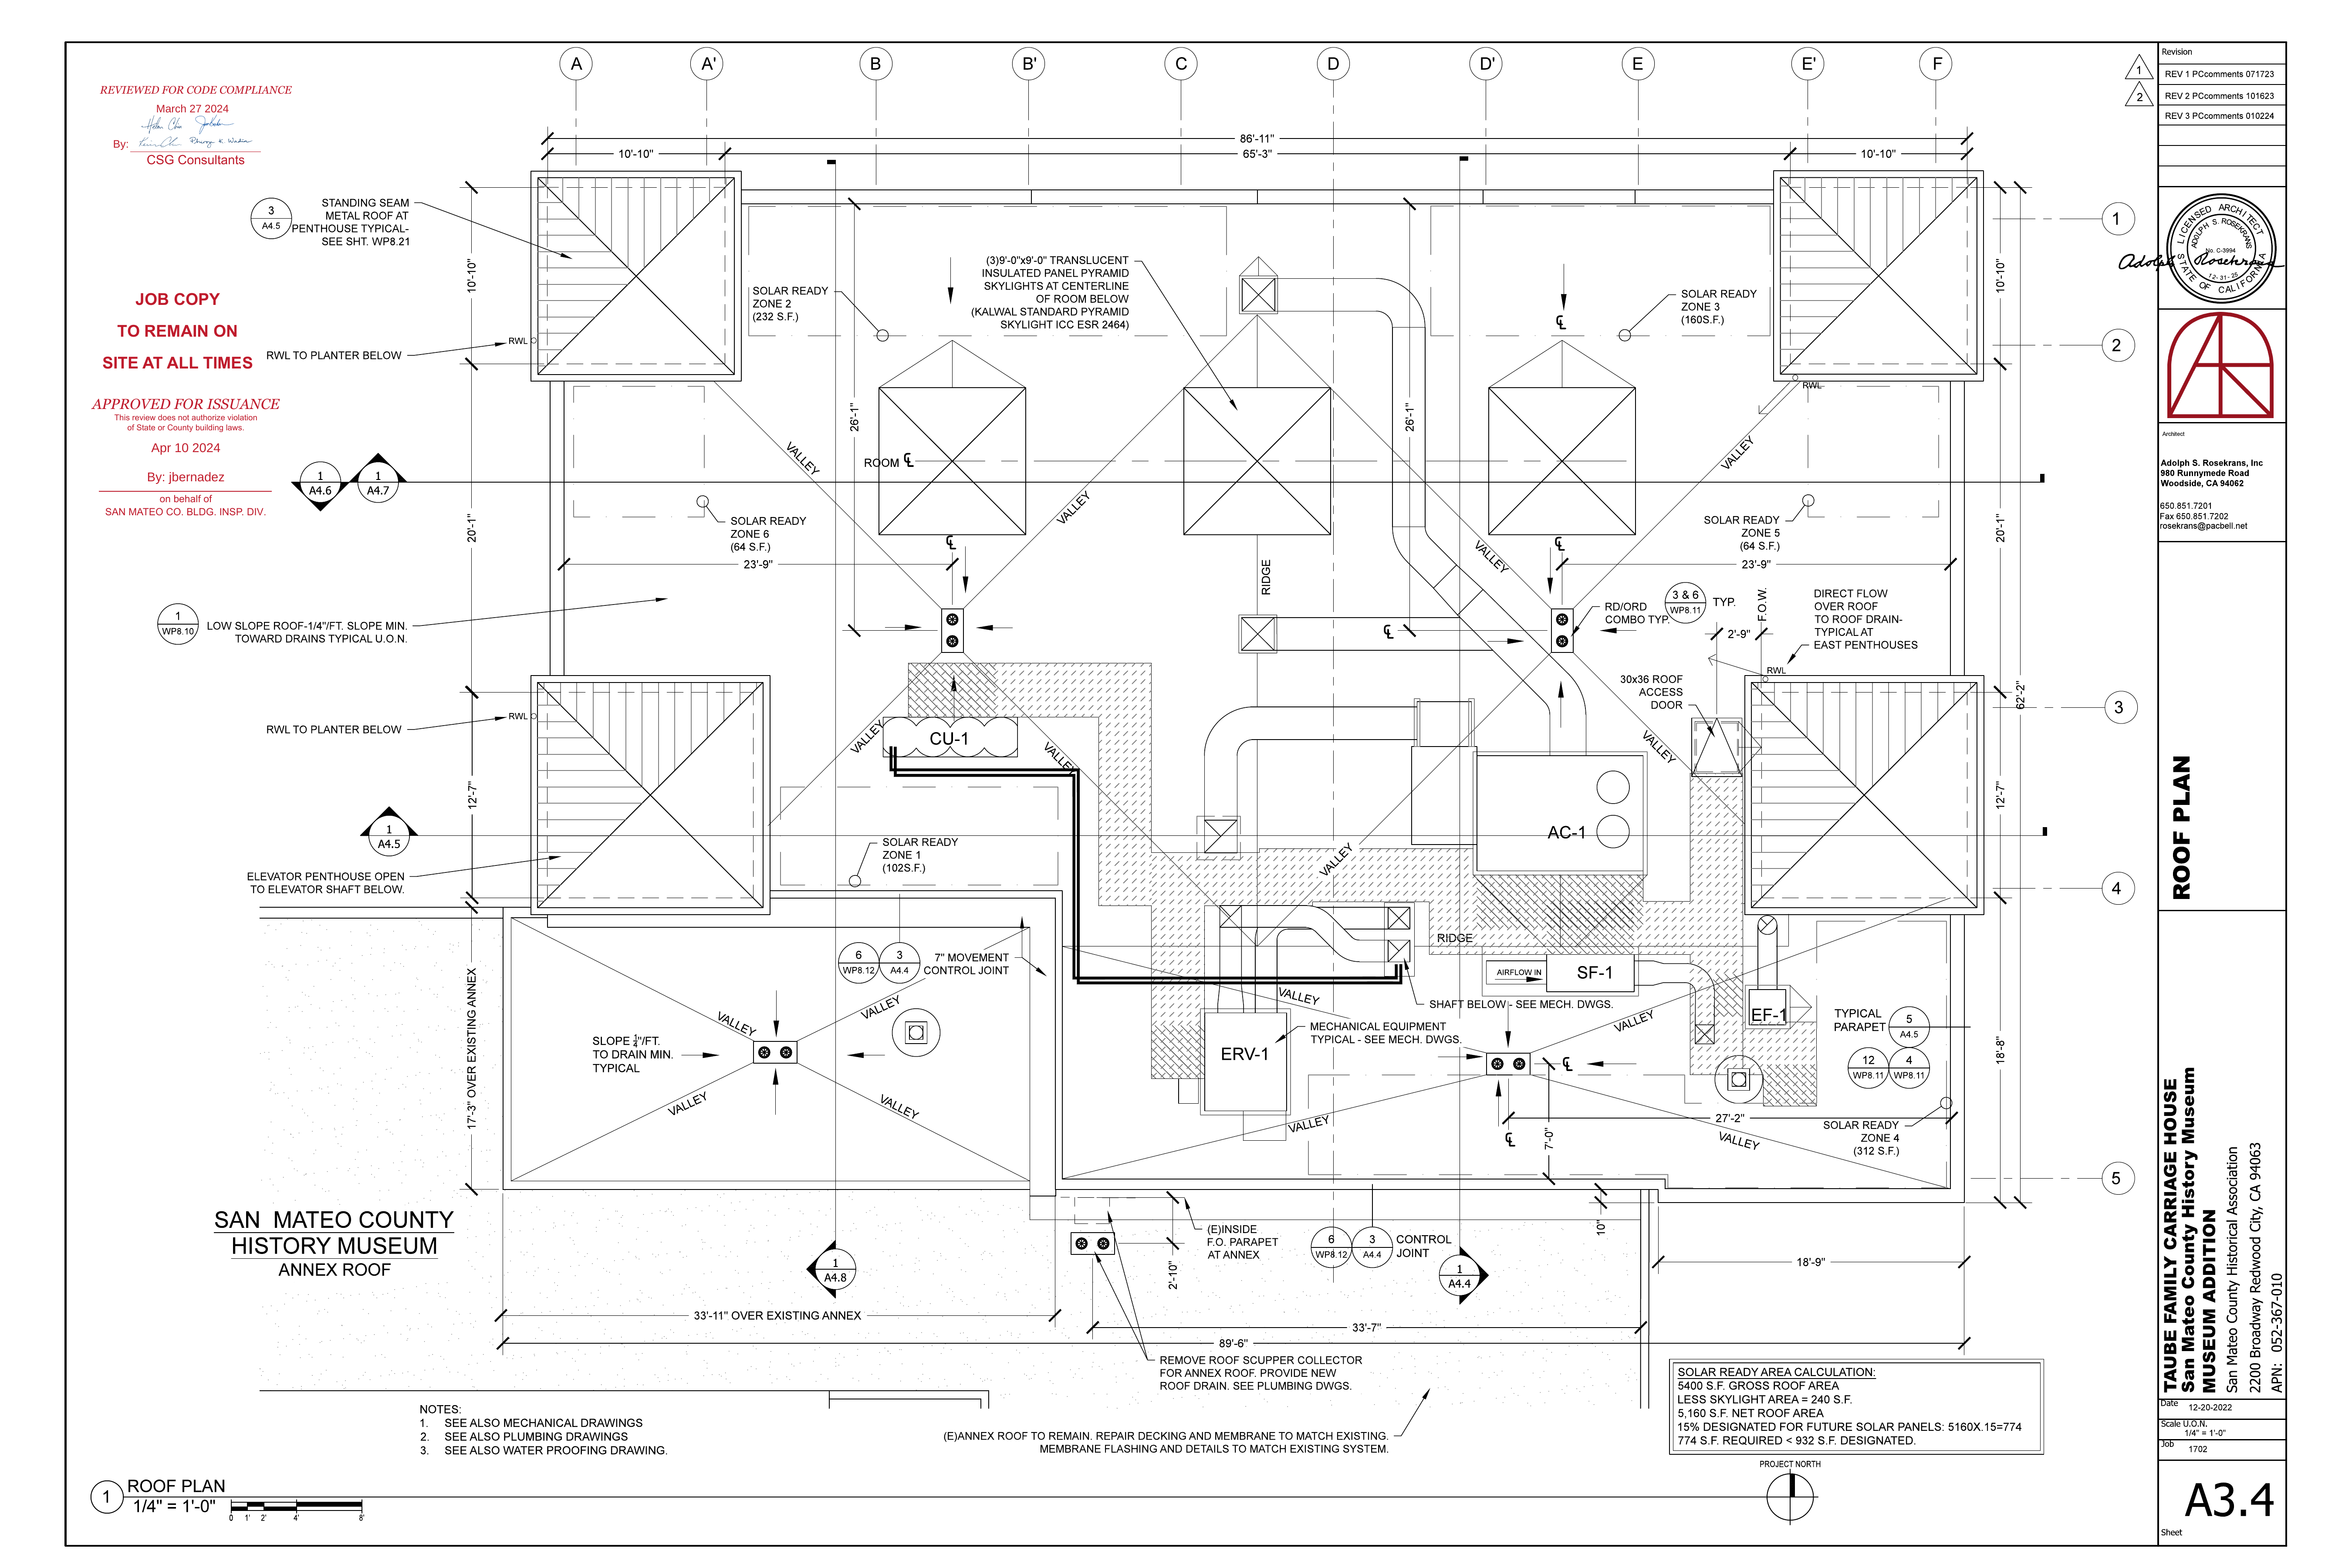 A
A'
B
B'
C
D
D'
E
E'
F
1
2
Revision
REV 1 PCcomments 071723
REV 2 PCcomments 101623
REV 3 PCcomments 010224
REVIEWED FOR CODE COMPLIANCE
March 27 2024
By:
CSG Consultants
86'-11"
10'-10"
65'-3"
10'-10"
3
A4.5
STANDING SEAM
METAL ROOF AT
PENTHOUSE TYPICAL-
SEE SHT. WP8.21
JOB COPY
TO REMAIN ON
SITE AT ALL TIMES
RWL TO PLANTER BELOW
RWL
APPROVED FOR ISSUANCE
This review does not authorize violation
of State or County building laws.
Apr 10 2024
By: jbernadez
on behalf of
SAN MATEO CO. BLDG. INSP. DIV.
10'-10"
SOLAR READY
ZONE 2
(232 S.F.)
(3)9'-0"x9'-0" TRANSLUCENT
INSULATED PANEL PYRAMID
SKYLIGHTS AT CENTERLINE
OF ROOM BELOW
(KALWAL STANDARD PYRAMID
SKYLIGHT ICC ESR 2464)
SOLAR READY
ZONE 3
(160S.F.)
10'-10"
1
2
LICENSED ARCHITECT
ADOLPH S. ROSEKRANS
No. C-3994
12-31-25
STATE OF CALIFORNIA
Adolph Rosekrans
Architect
Adolph S. Rosekrans, Inc
980 Runnymede Road
Woodside, CA 94062
650.851.7201
Fax 650.851.7202
rosekrans@pacbell.net
RWL
26'-1"
26'-1"
VALLEY
VALLEY
VALLEY
VALLEY
ROOM ℄
℄
℄
℄
1
A4.6
1
A4.7
20'-1"
SOLAR READY
ZONE 6
(64 S.F.)
SOLAR READY
ZONE 5
(64 S.F.)
20'-1"
23'-9"
23'-9"
RIDGE
1
WP8.10
LOW SLOPE ROOF-1/4"/FT. SLOPE MIN.
TOWARD DRAINS TYPICAL U.O.N.
℄
RD/ORD
COMBO TYP.
3 & 6
WP8.11
TYP.
2'-9"
F.O.W.
DIRECT FLOW
OVER ROOF
TO ROOF DRAIN-
TYPICAL AT
EAST PENTHOUSES
RWL
30x36 ROOF
ACCESS
DOOR
RWL TO PLANTER BELOW
RWL
62'-2"
3
CU-1
VALLEY
VALLEY
VALLEY
VALLEY
12'-7"
12'-7"
1
A4.5
AC-1
SOLAR READY
ZONE 1
(102S.F.)
ELEVATOR PENTHOUSE OPEN
TO ELEVATOR SHAFT BELOW.
4
ROOF PLAN
6
WP8.12
3
A4.4
7" MOVEMENT
CONTROL JOINT
RIDGE
AIRFLOW IN
SF-1
SHAFT BELOW - SEE MECH. DWGS.
MECHANICAL EQUIPMENT
TYPICAL - SEE MECH. DWGS.
EF-1
TYPICAL
PARAPET
5
A4.5
12
WP8.11
4
WP8.11
ERV-1
17'-3" OVER EXISTING ANNEX
SLOPE ¼"/FT.
TO DRAIN MIN.
TYPICAL
VALLEY
VALLEY
VALLEY
VALLEY
VALLEY
VALLEY
VALLEY
VALLEY
℄
℄
27'-2"
7'-0"
18'-8"
SOLAR READY
ZONE 4
(312 S.F.)
5
SAN MATEO COUNTY
HISTORY MUSEUM
ANNEX ROOF
(E)INSIDE
F.O. PARAPET
AT ANNEX
2'-10"
6
WP8.12
3
A4.4
CONTROL
JOINT
10"
18'-9"
1
A4.8
1
A4.4
33'-11" OVER EXISTING ANNEX
33'-7"
89'-6"
REMOVE ROOF SCUPPER COLLECTOR
FOR ANNEX ROOF. PROVIDE NEW
ROOF DRAIN. SEE PLUMBING DWGS.
(E)ANNEX ROOF TO REMAIN. REPAIR DECKING AND MEMBRANE TO MATCH EXISTING.
MEMBRANE FLASHING AND DETAILS TO MATCH EXISTING SYSTEM.
NOTES:
1. SEE ALSO MECHANICAL DRAWINGS
2. SEE ALSO PLUMBING DRAWINGS
3. SEE ALSO WATER PROOFING DRAWING.
SOLAR READY AREA CALCULATION:
5400 S.F. GROSS ROOF AREA
LESS SKYLIGHT AREA = 240 S.F.
5,160 S.F. NET ROOF AREA
15% DESIGNATED FOR FUTURE SOLAR PANELS: 5160X.15=774
774 S.F. REQUIRED < 932 S.F. DESIGNATED.
PROJECT NORTH
1
ROOF PLAN
1/4" = 1'-0"
0 1' 2' 4' 8'
TAUBE FAMILY CARRIAGE HOUSE
San Mateo County History Museum
MUSEUM ADDITION
San Mateo County Historical Association
2200 Broadway Redwood City, CA 94063
APN: 052-367-010
Date
12-20-2022
Scale U.O.N.
1/4" = 1'-0"
Job
1702
A3.4
Sheet